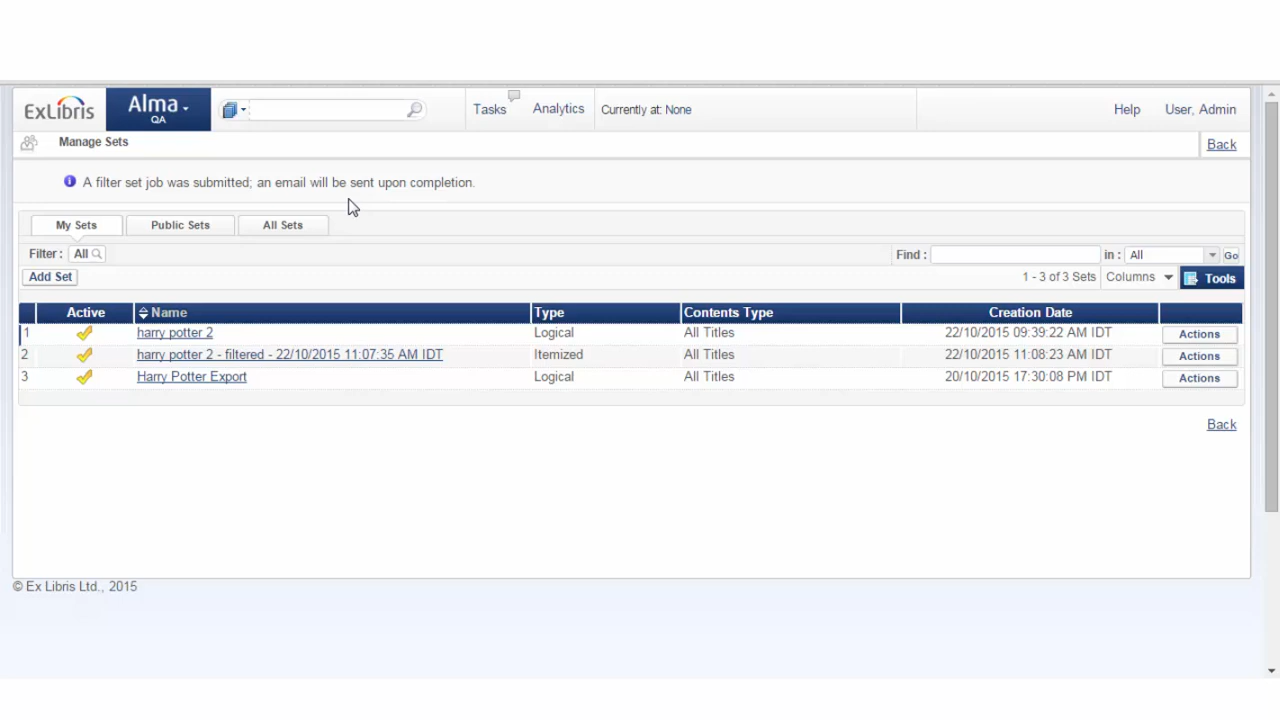 ExLibris Alma QA Tasks Analytics Currently at: None Help User, Admin
Manage Sets Back
A filter set job was submitted; an email will be sent upon completion.
My Sets Public Sets All Sets
Filter : All Find : in : All Go
Add Set 1 - 3 of 3 Sets Columns Tools
Active Name Type Contents Type Creation Date
1 harry potter 2 Logical All Titles 22/10/2015 09:39:22 AM IDT Actions
2 harry potter 2 - filtered - 22/10/2015 11:07:35 AM IDT Itemized All Titles 22/10/2015 11:08:23 AM IDT Actions
3 Harry Potter Export Logical All Titles 20/10/2015 17:30:08 PM IDT Actions
Back
© Ex Libris Ltd., 2015